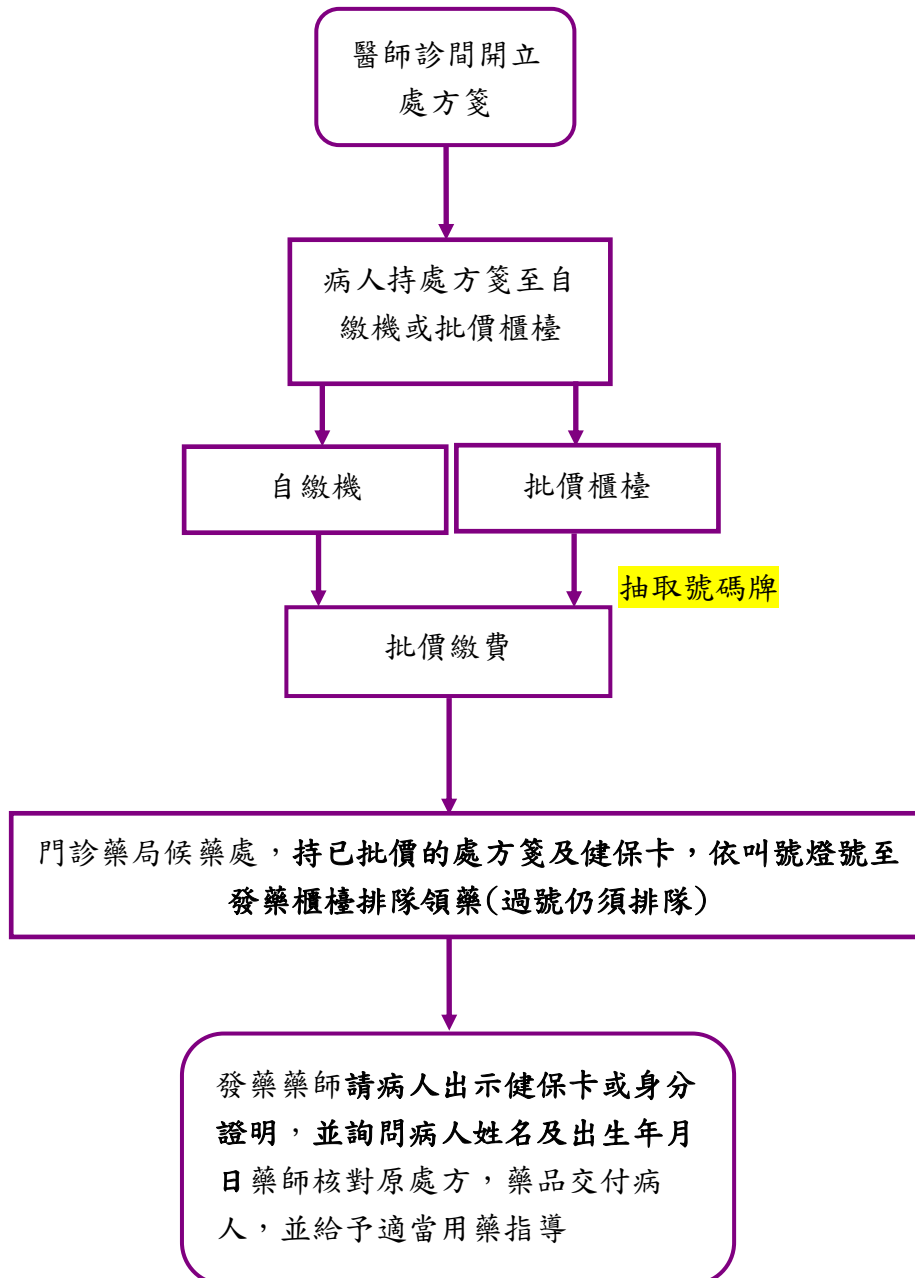 醫師診間開立
處方箋
病人持處方箋至自
繳機或批價櫃檯
自繳機
批價櫃檯
抽取號碼牌
批價繳費
門診藥局候藥處，持已批價的處方箋及健保卡，依叫號燈號至
發藥櫃檯排隊領藥(過號仍須排隊)
發藥藥師請病人出示健保卡或身分
證明，並詢問病人姓名及出生年月
日藥師核對原處方，藥品交付病
人，並給予適當用藥指導